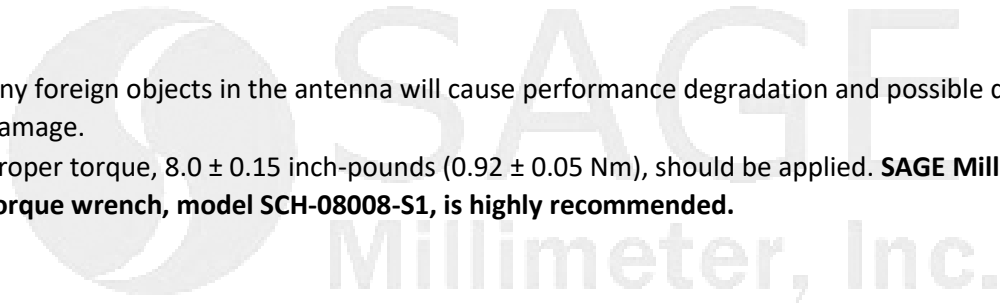 SAGE
Millimeter, Inc.
ny foreign objects in the antenna will cause performance degradation and possible
amage.
roper torque, 8.0 ± 0.15 inch-pounds (0.92 ± 0.05 Nm), should be applied. SAGE Mill
orque wrench, model SCH-08008-S1, is highly recommended.